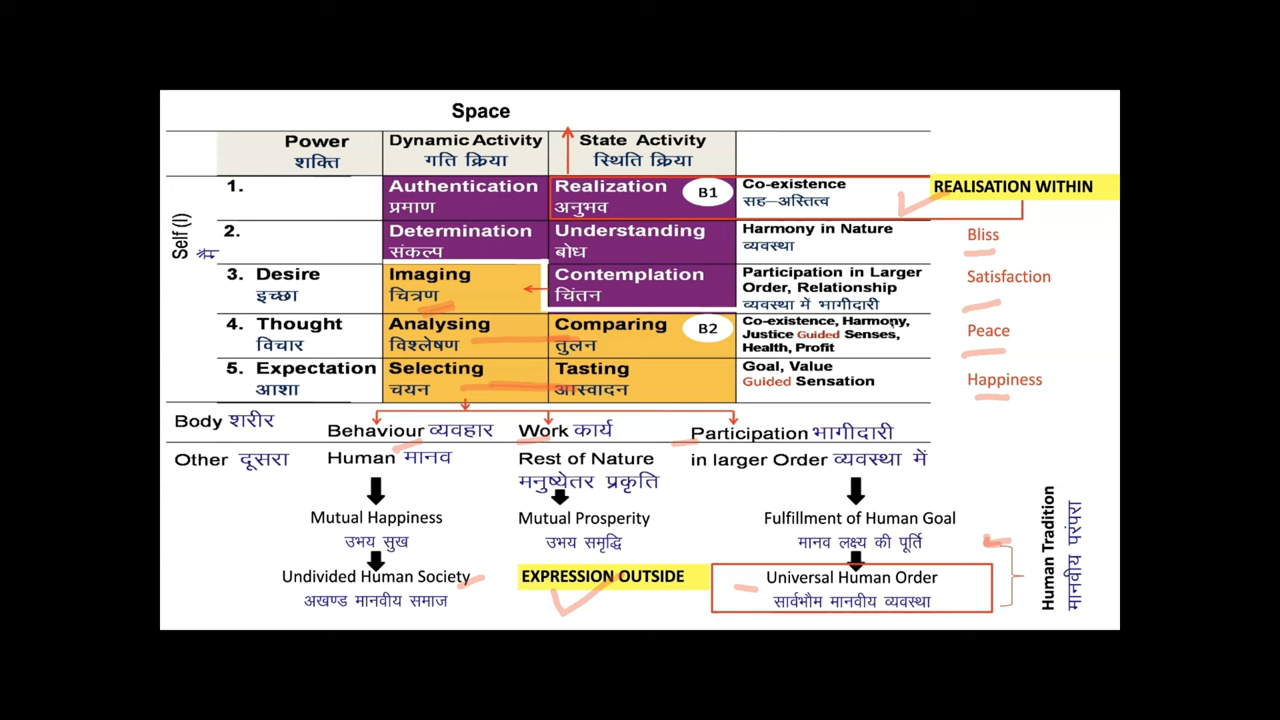 Space
Power Dynamic Activity State Activity
शक्ति गति क्रिया स्थिति क्रिया
Self (I)
मैं
1. Authentication Realization B1 Co-existence REALISATION WITHIN
प्रमाण अनुभव सह–अस्तित्व
2. Determination Understanding Harmony in Nature Bliss
संकल्प बोध व्यवस्था
3. Desire Imaging Contemplation Participation in Larger Satisfaction
इच्छा चित्रण चिंतन Order, Relationship
व्यवस्था में भागीदारी
4. Thought Analysing Comparing B2 Co-existence, Harmony, Peace
विचार विश्लेषण तुलन Justice Guided Senses,
Health, Profit
5. Expectation Selecting Tasting Goal, Value Happiness
आशा चयन आस्वादन Guided Sensation
Body शरीर
Behaviour व्यवहार Work कार्य Participation भागीदारी
Other दूसरा Human मानव Rest of Nature in larger Order व्यवस्था में
मनुष्येतर प्रकृति
Mutual Happiness Mutual Prosperity Fulfillment of Human Goal
उभय सुख उभय समृद्धि मानव लक्ष्य की पूर्ति
Undivided Human Society EXPRESSION OUTSIDE Universal Human Order
अखण्ड मानवीय समाज सार्वभौम मानवीय व्यवस्था
Human Tradition
मानवीय परंपरा